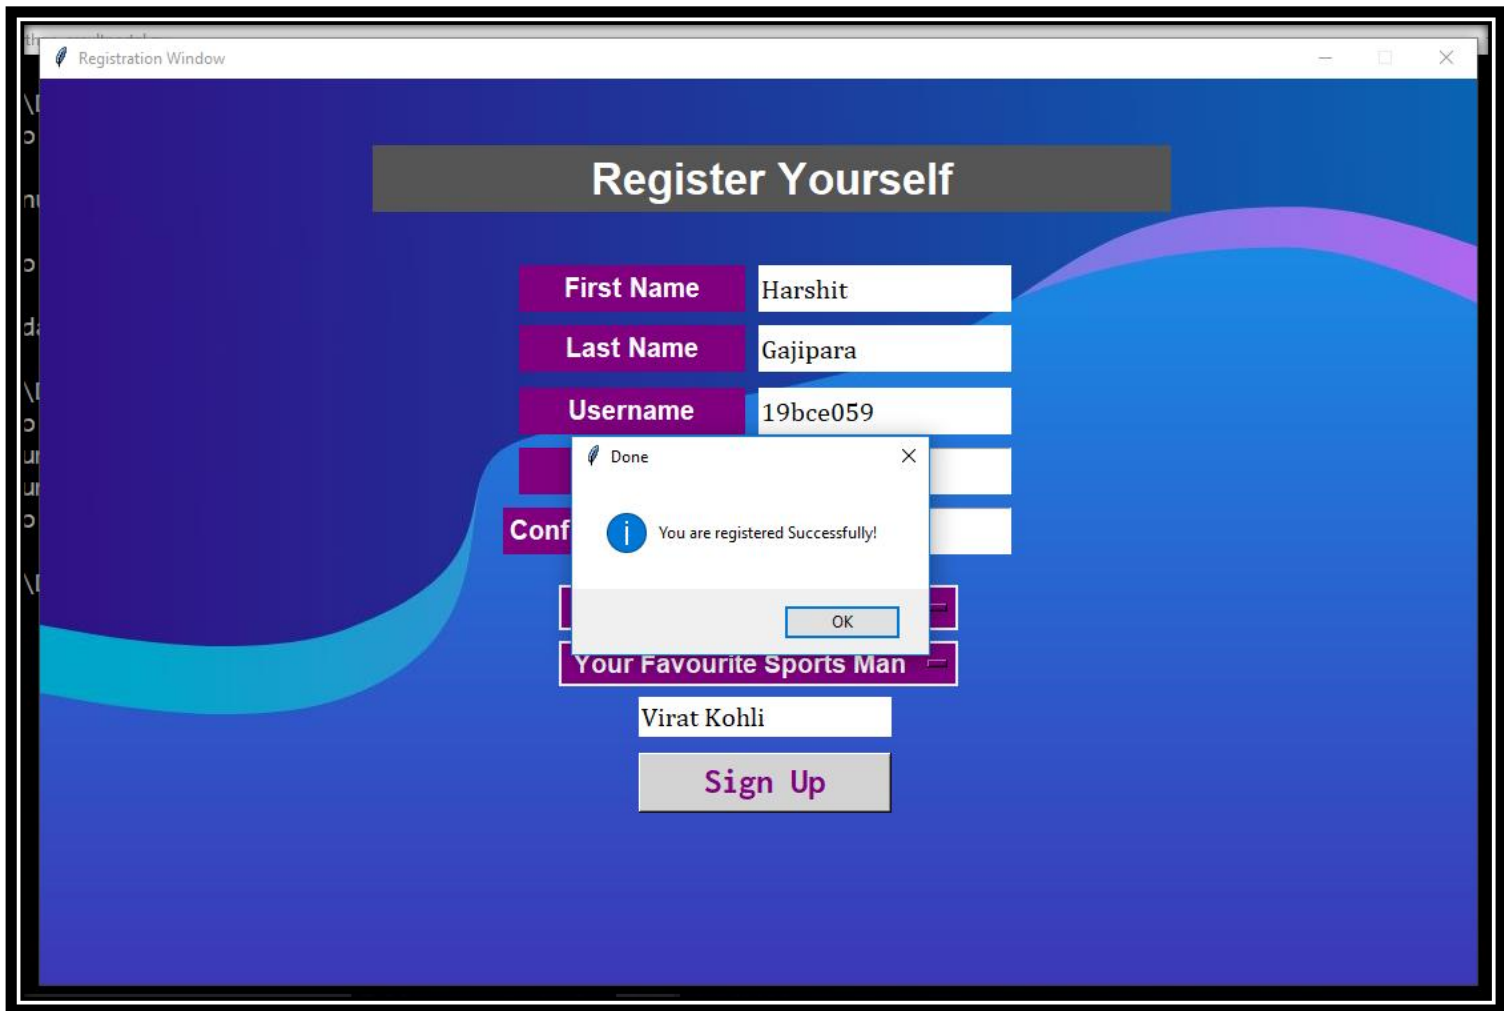 Registration Window
Register Yourself
First Name
Harshit
Last Name
Gajipara
Username
19bce059
Done
You are registered Successfully!
OK
Conf
Your Favourite Sports Man
Virat Kohli
Sign Up